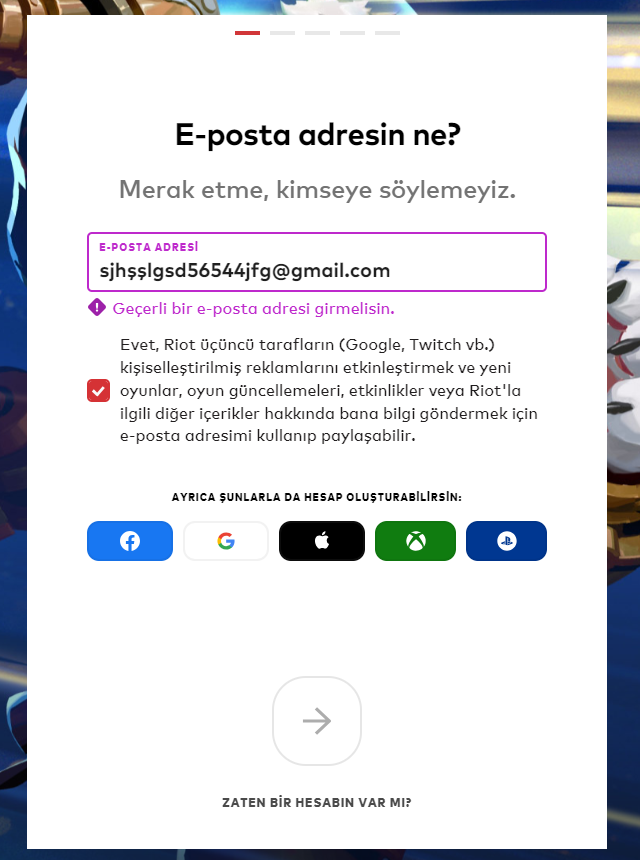 E-posta adresin ne?
Merak etme, kimseye söylemeyiz.
E-POSTA ADRESİ
sjhşşlgsd56544jfg@gmail.com
Geçerli bir e-posta adresi girmelisin.
Evet, Riot üçüncü tarafların (Google, Twitch vb.)
kişiselleştirilmiş reklamlarını etkinleştirmek ve yeni
oyunlar, oyun güncellemeleri, etkinlikler veya Riot'la
ilgili diğer içerikler hakkında bana bilgi göndermek için
e-posta adresimi kullanıp paylaşabilir.
AYRICA ŞUNLARLA DA HESAP OLUŞTURABİLİRSİN:
ZATEN BİR HESABIN VAR MI?